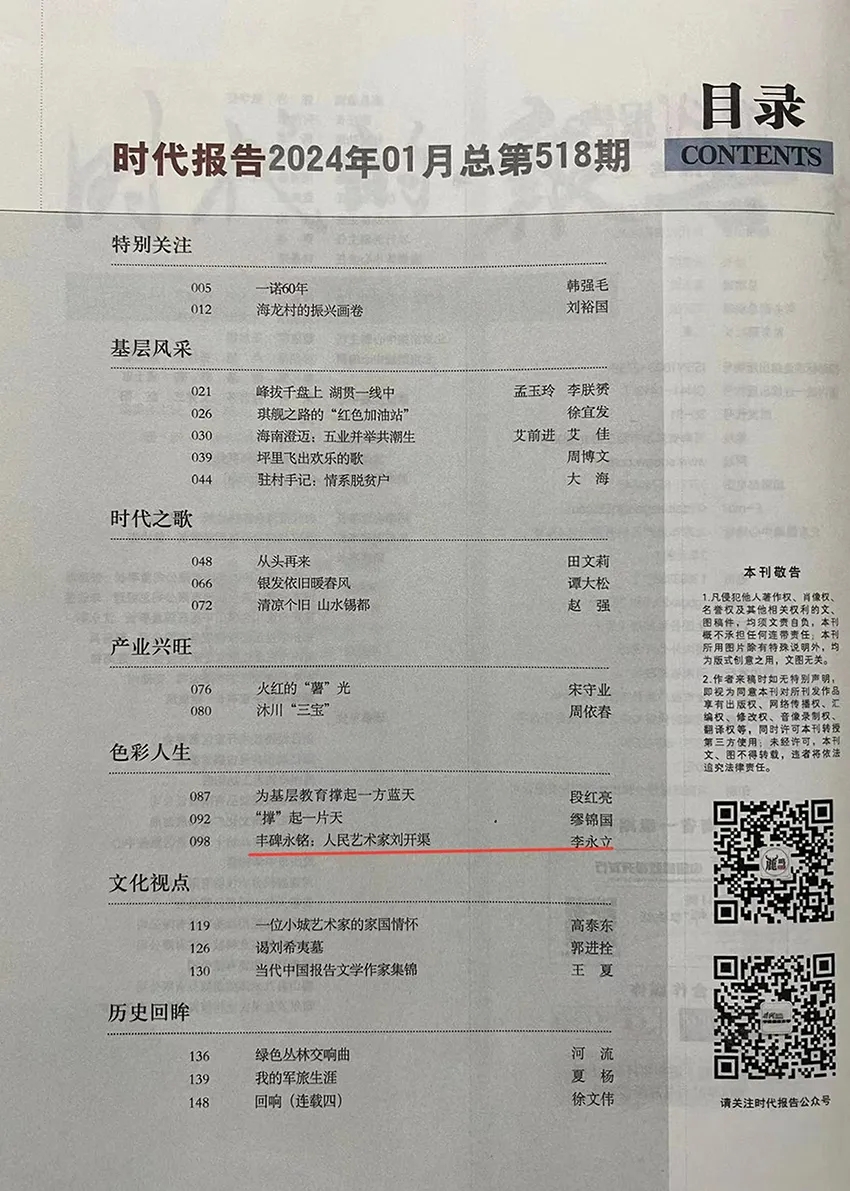 目录
CONTENTS
时代报告2024年01月总第518期
特别关注
005 一诺60年 韩强毛
012 海龙村的振兴画卷 刘裕国
基层风采
021 峰拔千盘上 湖贯一线中 孟玉玲 李朕赟
026 琪舰之路的“红色加油站” 徐宜发
030 海南澄迈：五业并举共潮生 艾前进 艾 佳
039 坪里飞出欢乐的歌 周博文
044 驻村手记：情系脱贫户 大 海
时代之歌
048 从头再来 田文莉
066 银发依旧暖春风 谭大松
072 清凉个旧 山水锡都 赵 强
产业兴旺
076 火红的“薯”光 宋守业
080 沐川“三宝” 周依春
色彩人生
087 为基层教育撑起一方蓝天 段红亮
092 “撑”起一片天 缪锦国
098 丰碑永铭：人民艺术家刘开渠 李永立
文化视点
119 一位小城艺术家的家国情怀 高泰东
126 谒刘希夷墓 郭进拴
130 当代中国报告文学作家集锦 王 夏
历史回眸
136 绿色丛林交响曲 河 流
139 我的军旅生涯 夏 杨
148 回响（连载四） 徐文伟
本刊敬告
1.凡侵犯他人著作权、肖像权、
名誉权及其他相关权利的文、
图稿件，均须文责自负，本刊
概不承担任何连带责任；本刊
所用图片除有特殊说明外，均
为版式创意之用，文图无关。
2.作者来稿时如无特别声明，
即视为同意本刊对所刊发作品
享有出版权、网络传播权、汇
编权、修改权、音像录制权、
翻译权等，同时许可本刊转授
第三方使用；未经许可，本刊
文、图不得转载，违者将依法
追究法律责任。
请关注时代报告公众号